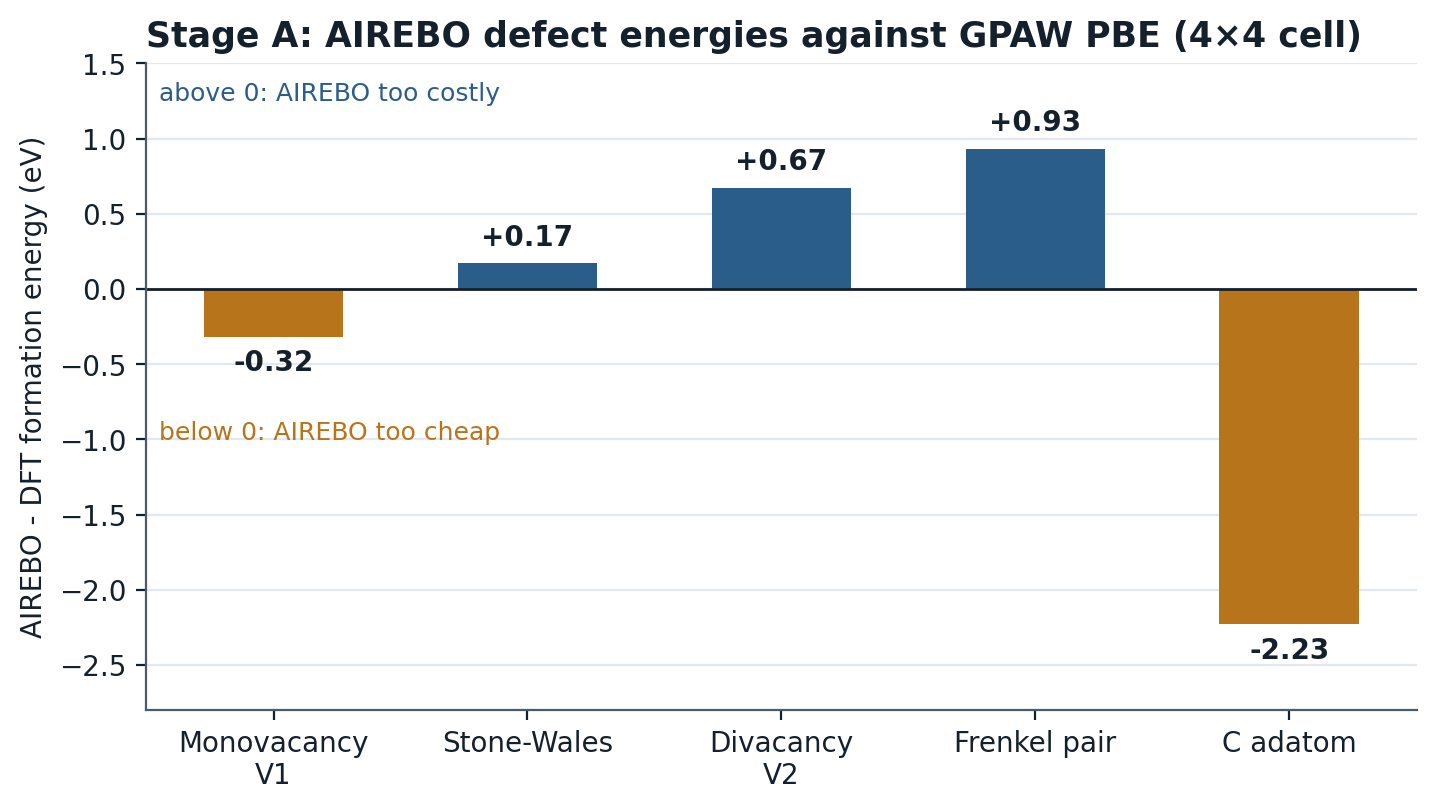 Stage A: AIREBO defect energies against GPAW PBE (4×4 cell)
AIREBO - DFT formation energy (eV)
1.5
1.0
0.5
0.0
−0.5
−1.0
−1.5
−2.0
−2.5
above 0: AIREBO too costly
below 0: AIREBO too cheap
-0.32
+0.17
+0.67
+0.93
-2.23
Monovacancy
V1
Stone-Wales
Divacancy
V2
Frenkel pair
C adatom